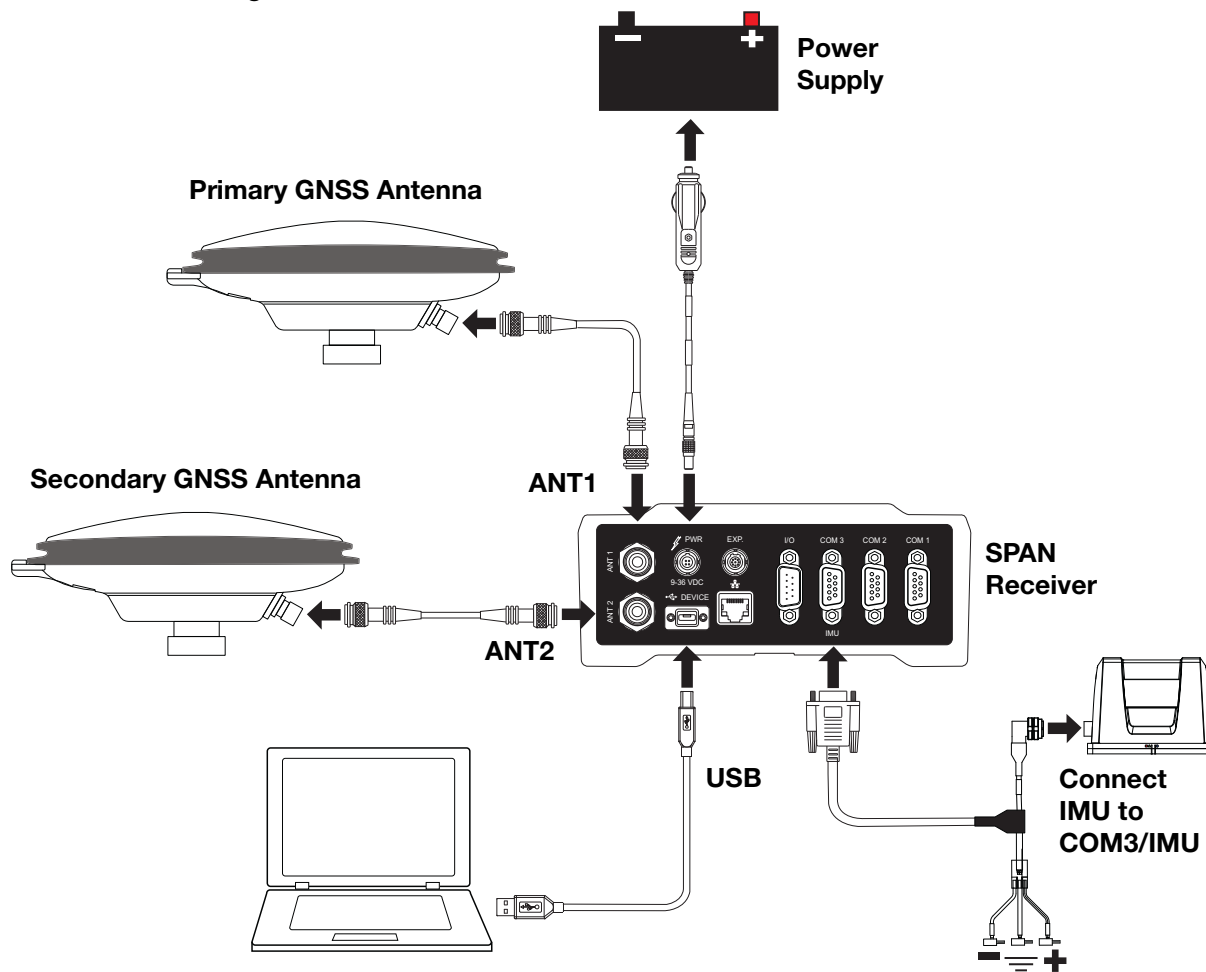 Power
Supply
Primary GNSS Antenna
Secondary GNSS Antenna
ANT1
ANT 1
PWR
EXP.
I/O
COM 3
COM 2
COM 1
9-36 VDC
SPAN
Receiver
ANT 2
DEVICE
ANT2
IMU
USB
Connect
IMU to
COM3/IMU